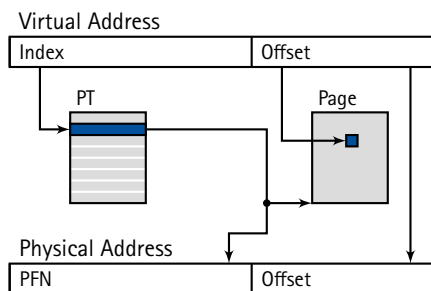 Virtual Address
Index Offset
PT Page
Physical Address
PFN Offset